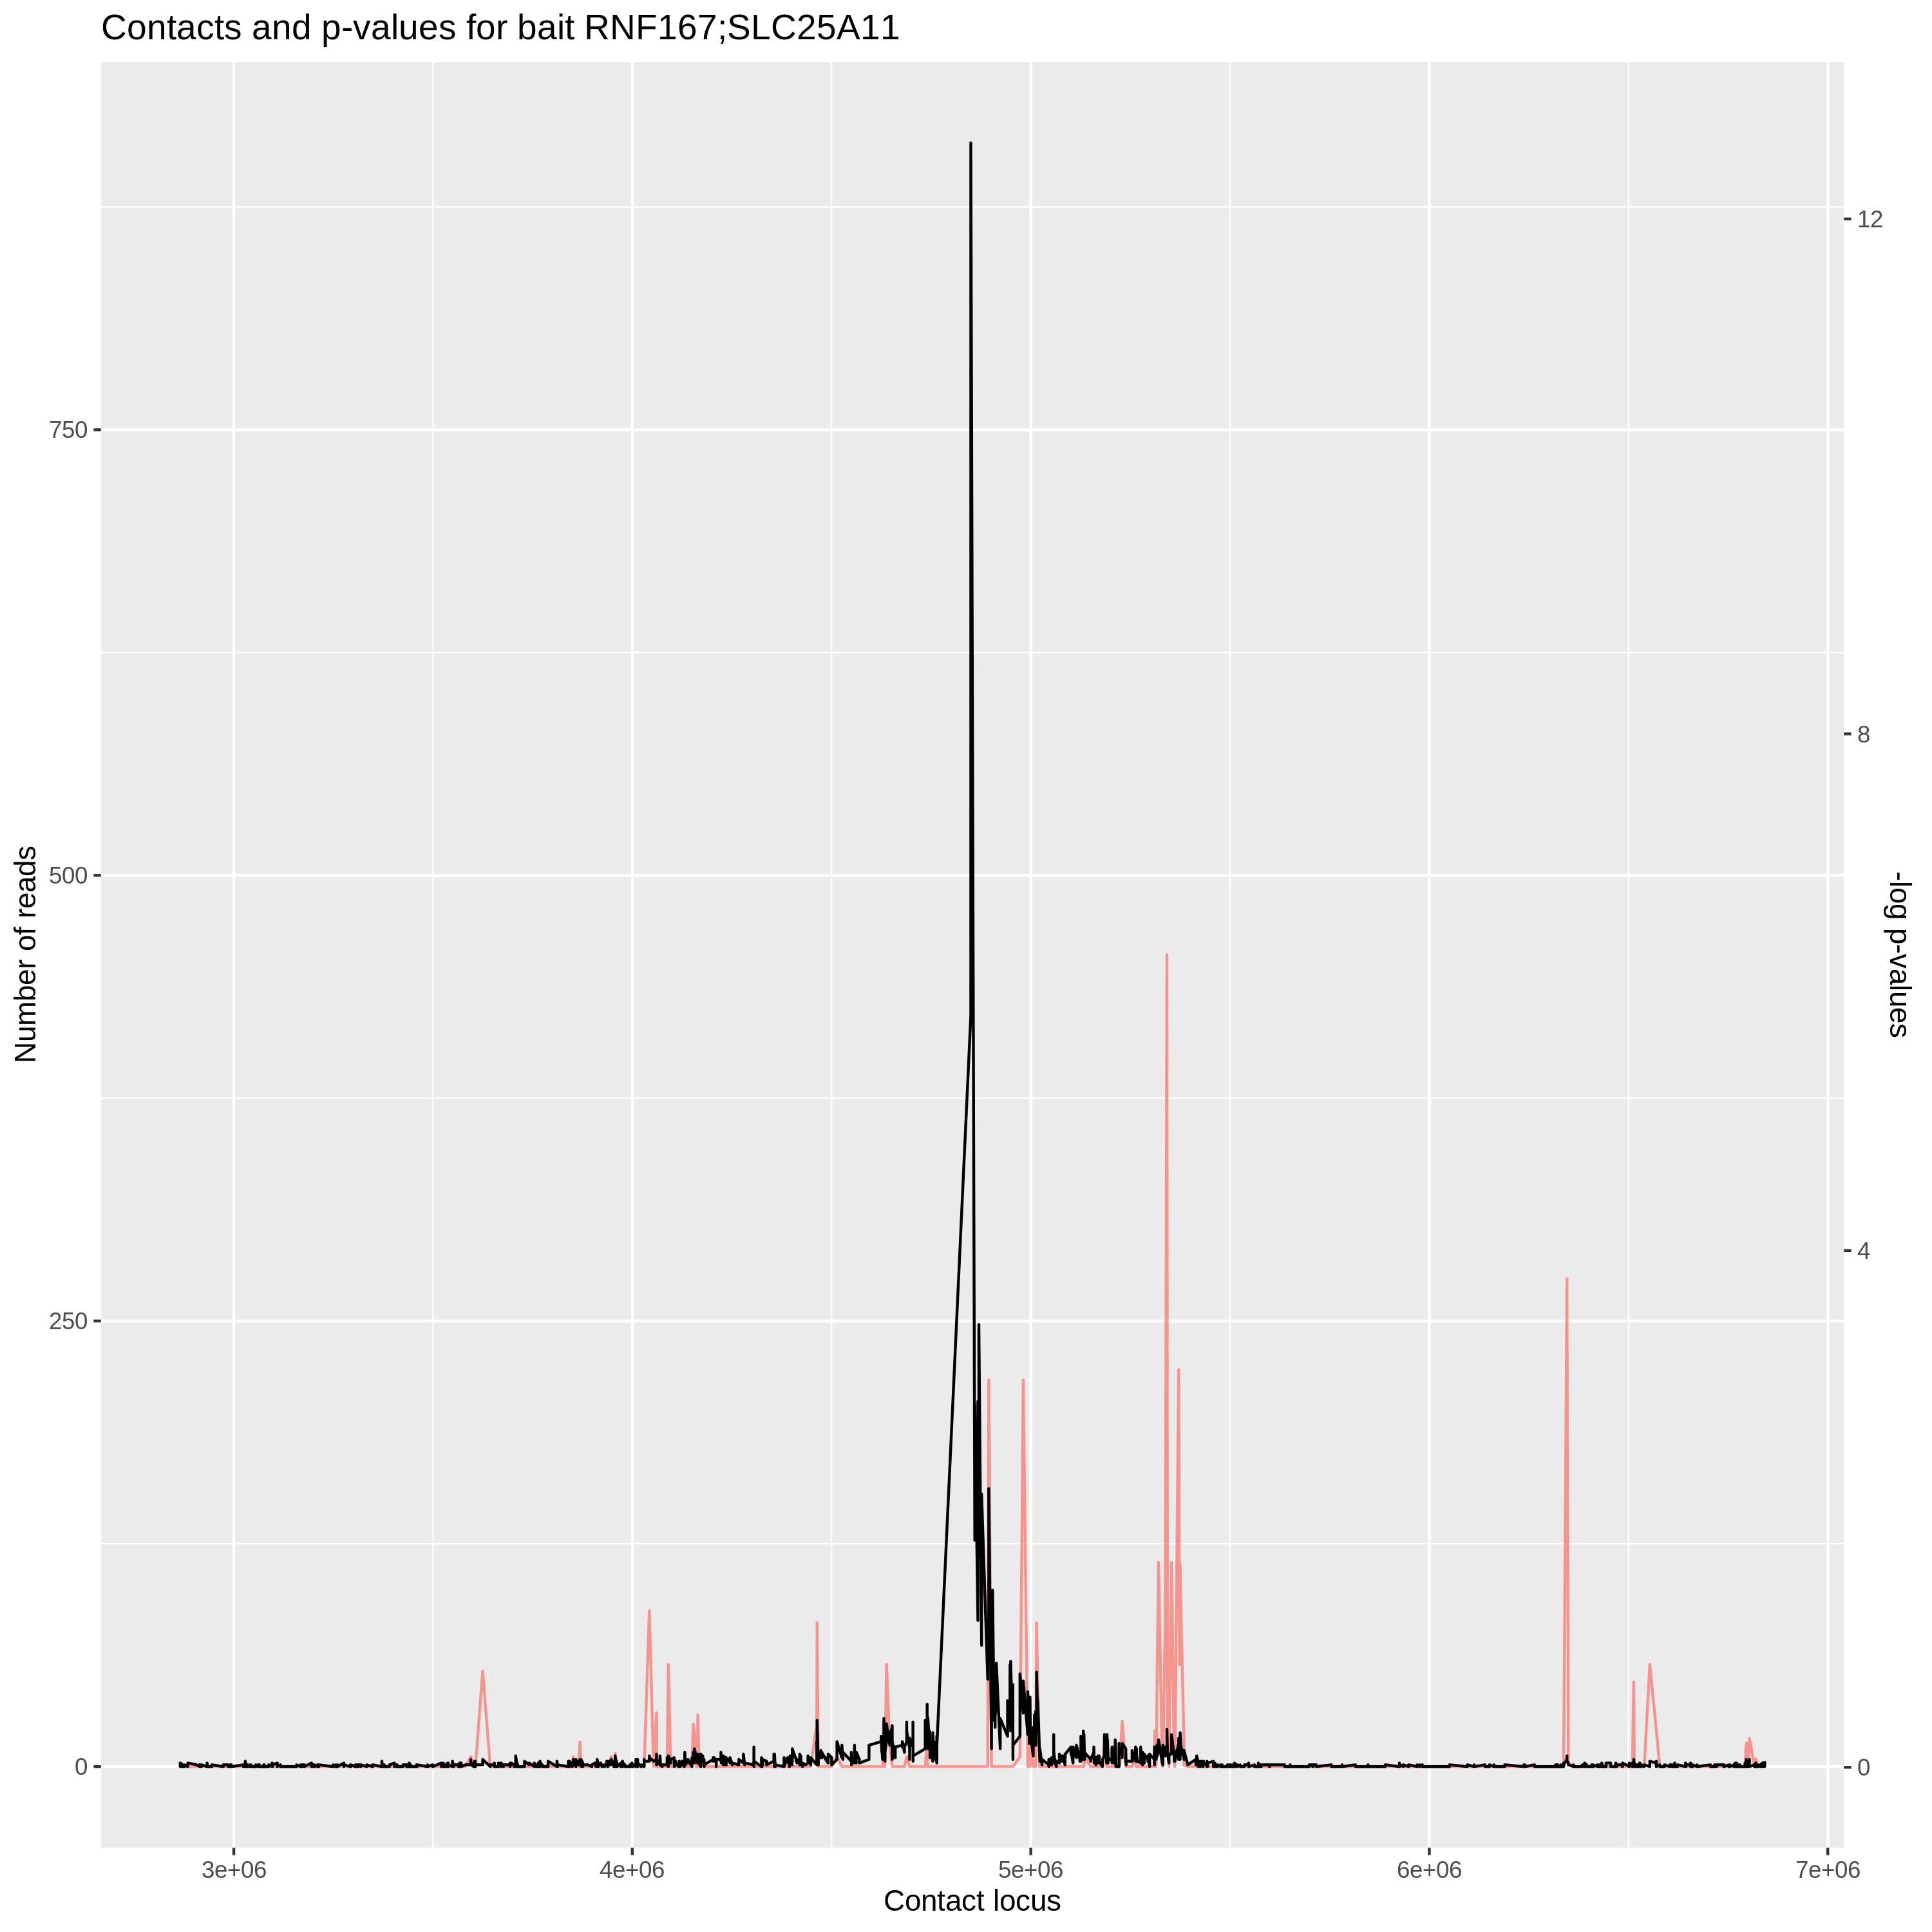 Contacts and p-values for bait RNF167;SLC25A11
Number of reads
750
500
250
0
12
8
4
0
-log p-values
3e+06
4e+06
5e+06
6e+06
7e+06
Contact locus